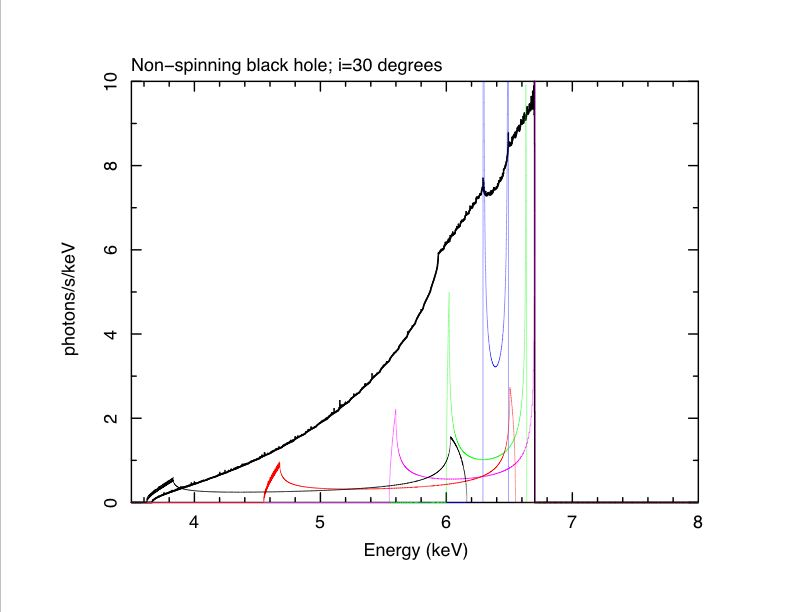 Non−spinning black hole; i=30 degrees
10
8
6
4
2
0
photons/s/keV
4 5 6 7 8
Energy (keV)